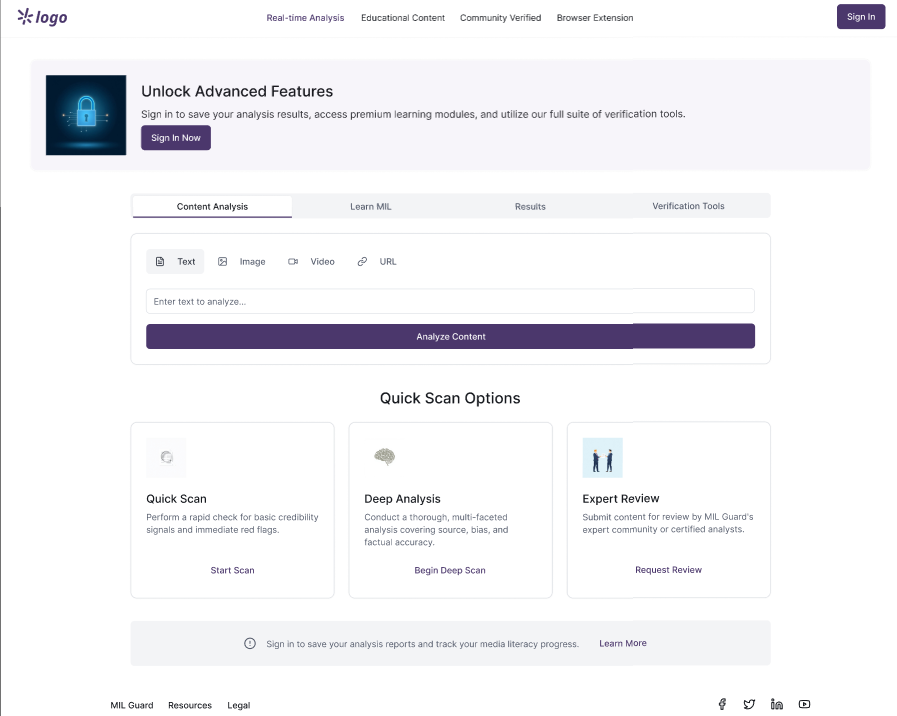 logo
Real-time Analysis
Educational Content
Community Verified
Browser Extension
Sign In
Unlock Advanced Features
Sign in to save your analysis results, access premium learning modules, and utilize our full suite of verification tools.
Sign In Now
Content Analysis
Learn MIL
Results
Verification Tools
Text
Image
Video
URL
Enter text to analyze...
Analyze Content
Quick Scan Options
Quick Scan
Perform a rapid check for basic credibility
signals and immediate red flags.
Start Scan
Deep Analysis
Conduct a thorough, multi-faceted
analysis covering source, bias, and
factual accuracy.
Begin Deep Scan
Expert Review
Submit content for review by MIL Guard's
expert community or certified analysts.
Request Review
Sign in to save your analysis reports and track your media literacy progress.
Learn More
MIL Guard
Resources
Legal